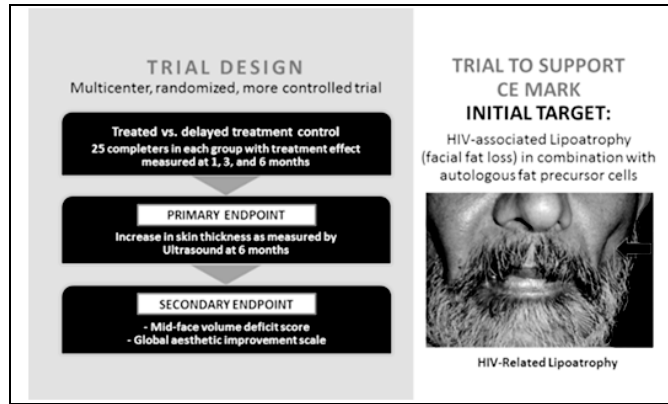 TRIAL DESIGN
Multicenter, randomized, more controlled trial
Treated vs. delayed treatment control
25 completers in each group with treatment effect
measured at 1, 3, and 6 months
PRIMARY ENDPOINT
Increase in skin thickness as measured by
Ultrasound at 6 months
SECONDARY ENDPOINT
- Mid-face volume deficit score
- Global aesthetic improvement scale
TRIAL TO SUPPORT
CE MARK
INITIAL TARGET:
HIV-associated Lipoatrophy
(facial fat loss) in combination with
autologous fat precursor cells
HIV-Related Lipoatrophy